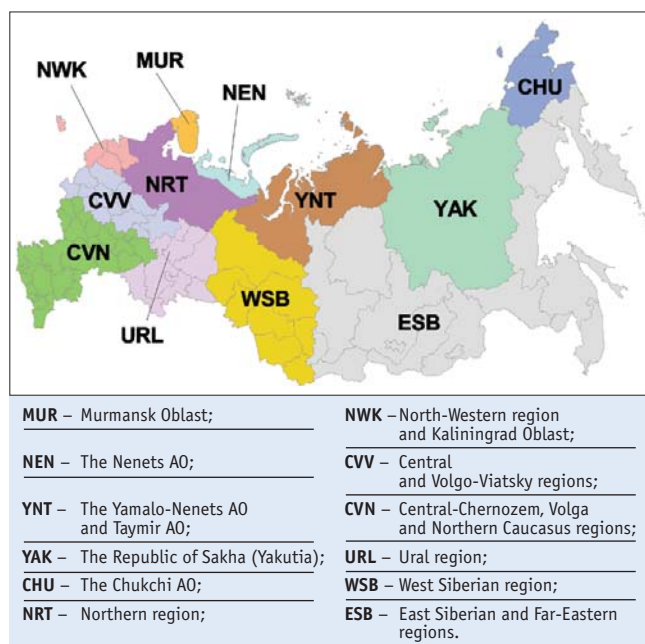 MUR
NWK
NEN
CHU
NRT
CVV
YNT
YAK
CVN
WSB
ESB
URL
MUR – Murmansk Oblast;
NEN – The Nenets AO;
YNT – The Yamalo-Nenets AO
and Taymir AO;
YAK – The Republic of Sakha (Yakutia);
CHU – The Chukchi AO;
NRT – Northern region;
NWK – North-Western region
and Kaliningrad Oblast;
CVV – Central
and Volgo-Viatsky regions;
CVN – Central-Chernozem, Volga
and Northern Caucasus regions;
URL – Ural region;
WSB – West Siberian region;
ESB – East Siberian and Far-Eastern
regions.